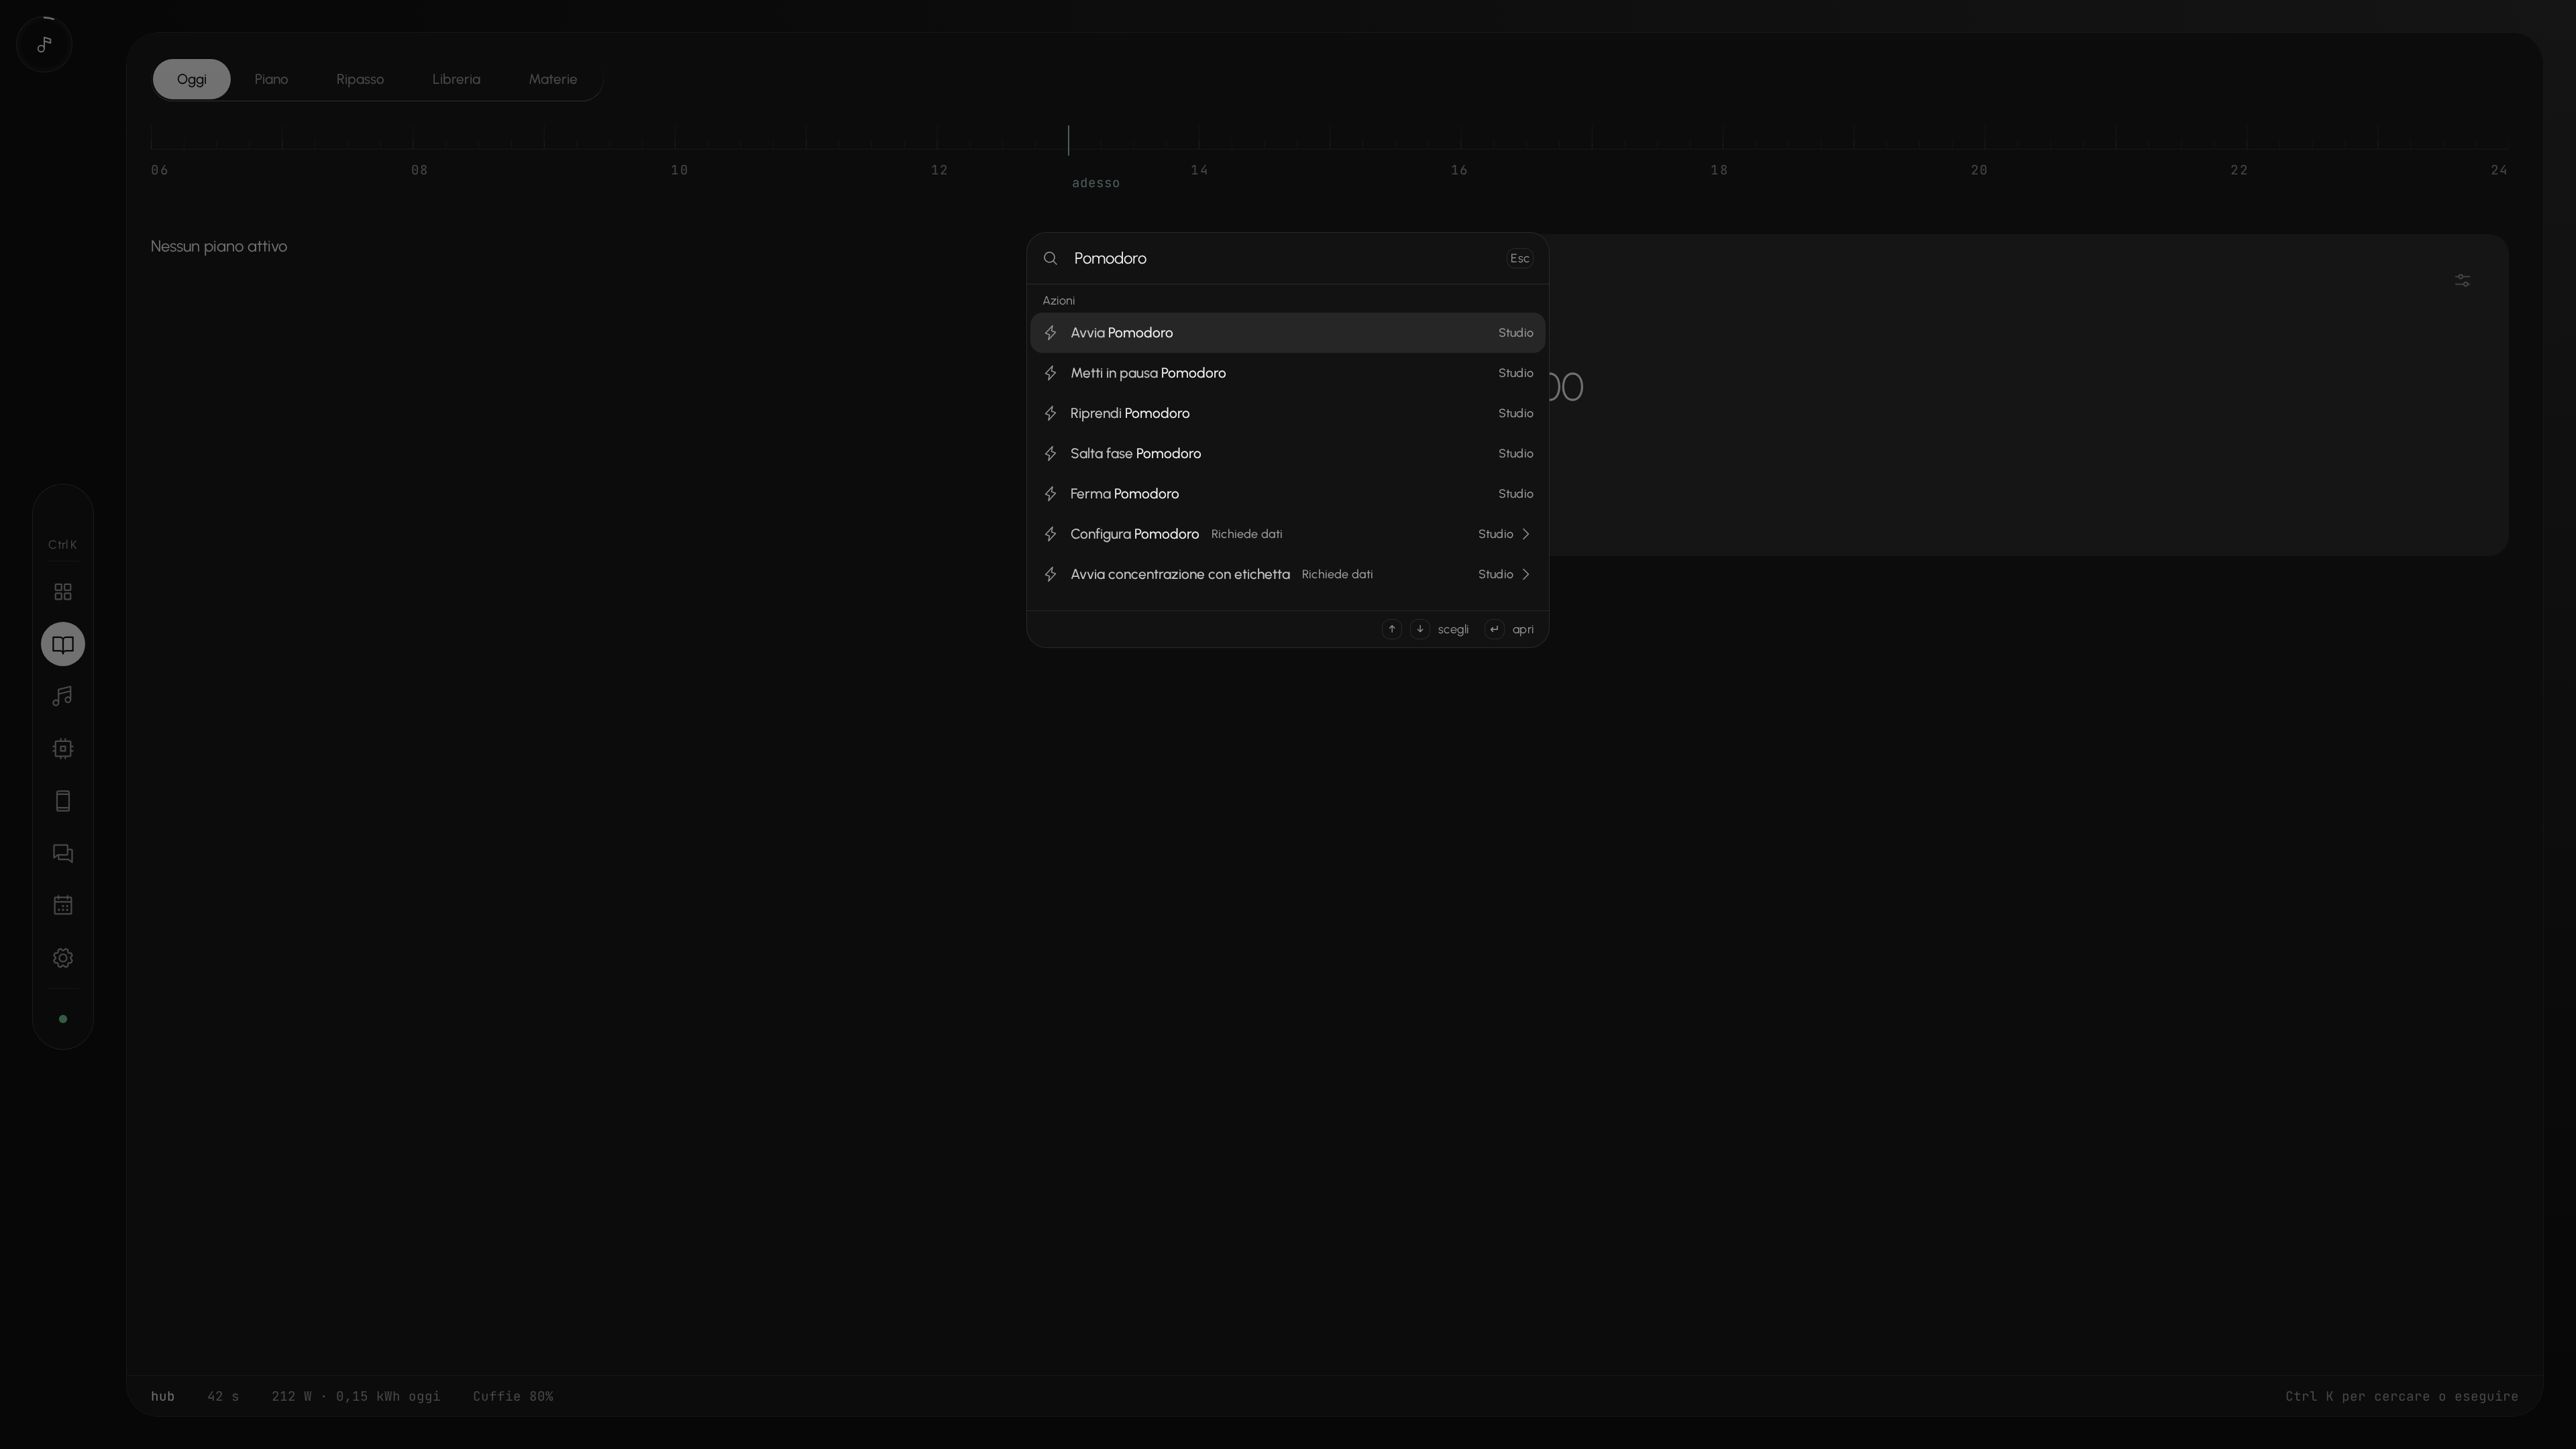 Oggi Piano Ripasso Libreria Materie
06 08 10 12 14 16 18 20 22 24
adesso
Nessun piano attivo
Pomodoro Esc
Azioni
Avvia Pomodoro Studio
Metti in pausa Pomodoro Studio
00
Riprendi Pomodoro Studio
Salta fase Pomodoro Studio
Ferma Pomodoro Studio
Configura Pomodoro Richiede dati Studio
Avvia concentrazione con etichetta Richiede dati Studio
↑ ↓ scegli ↵ apri
Ctrl K
hub 42 s 212 W · 0,15 kWh oggi Cuffie 80% Ctrl K per cercare o eseguire